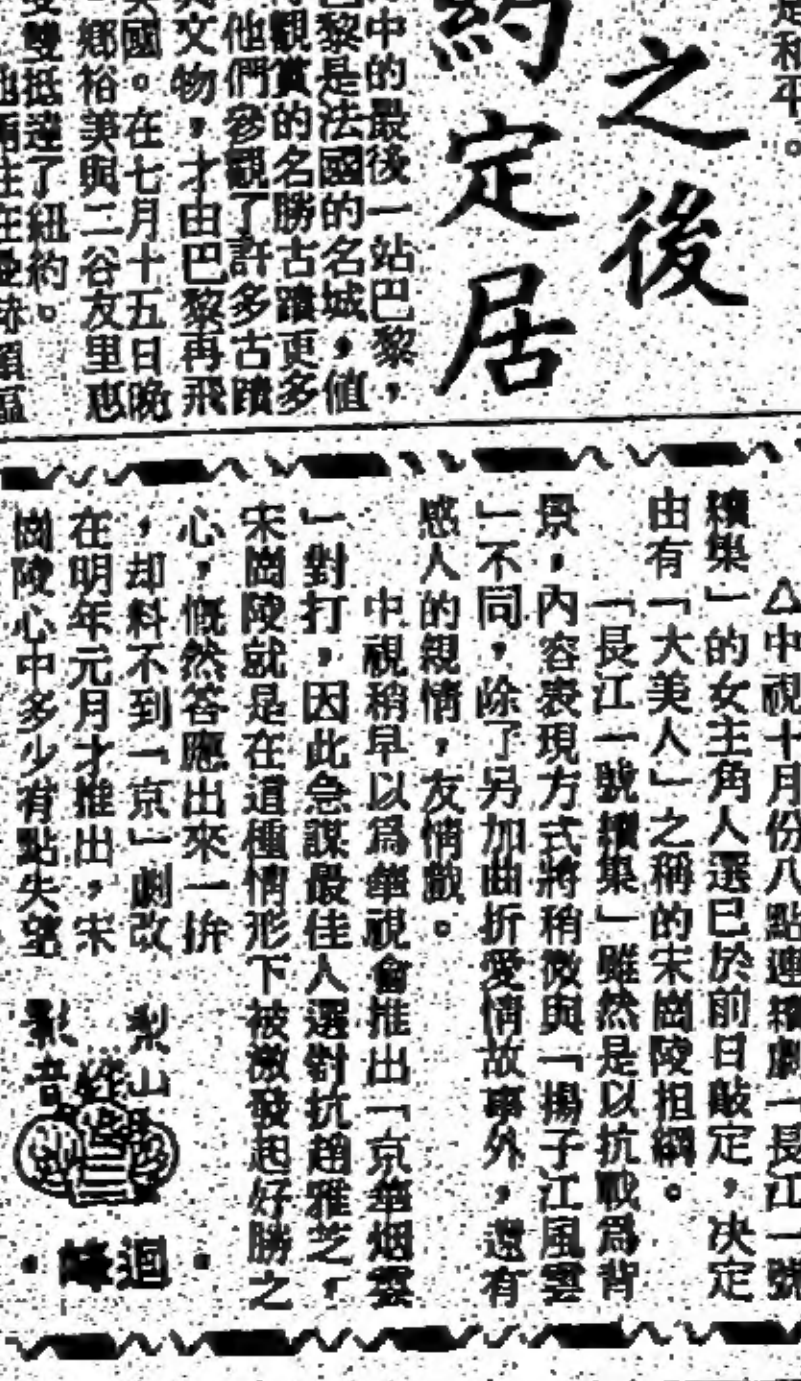 是和平。
之後
約定居
中的最後一站巴黎，
巴黎是法國的名城，值
觀賞的名勝古蹟更多
他們參觀了許多古蹟
文物，才由巴黎再飛
美國。在七月十五日晚
鄉裕美與二谷友里惠
雙雙抵達了紐約。
△中視十月份八點連續劇「長江一號
續集」的女主角人選已於前日敲定，决定
由有「大美人」之稱的宋崗陵担綱。
「長江一號續集」雖然是以抗戰爲背
景，內容表現方式將稍微與「揚子江風雲
」不同，除了另加曲折愛情故事外，還有
感人的親情，友情戲。
中視稍早以爲華視會推出「京華烟雲
」對打，因此急謀最佳人選對抗趙雅芝，
宋崗陵就是在這種情形下被激發起好勝之
心，慨然答應出來一拚
，却料不到「京」劇改
在明年元月才推出，宋
崗陵心中多少有點失望
梨山
影音
·迴峰·